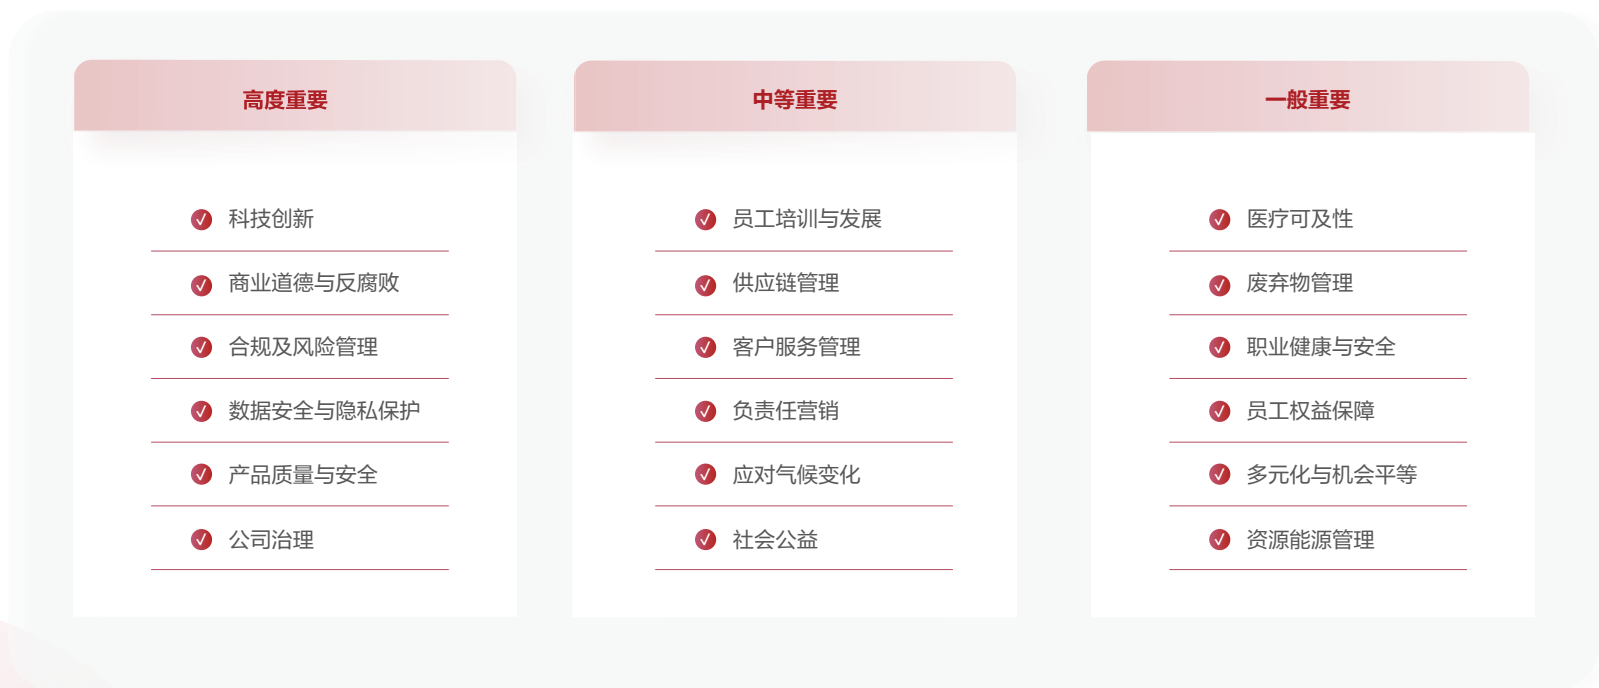 高度重要
科技创新
商业道德与反腐败
合规及风险管理
数据安全与隐私保护
产品质量与安全
公司治理
中等重要
员工培训与发展
供应链管理
客户服务管理
负责任营销
应对气候变化
社会公益
一般重要
医疗可及性
废弃物管理
职业健康与安全
员工权益保障
多元化与机会平等
资源能源管理